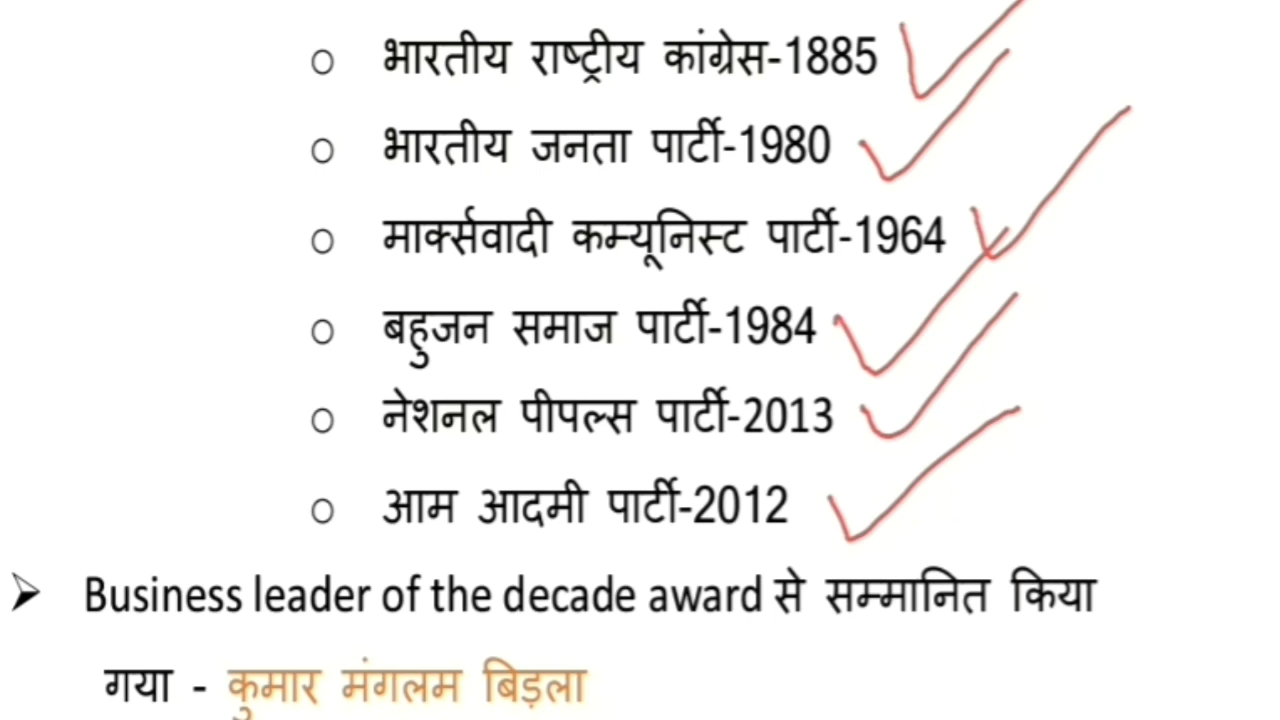 o भारतीय राष्ट्रीय कांग्रेस-1885
o भारतीय जनता पार्टी-1980
o मार्क्सवादी कम्यूनिस्ट पार्टी-1964
o बहुजन समाज पार्टी-1984
o नेशनल पीपल्स पार्टी-2013
o आम आदमी पार्टी-2012
➢ Business leader of the decade award से सम्मानित किया
गया - कुमार मंगलम बिड़ला